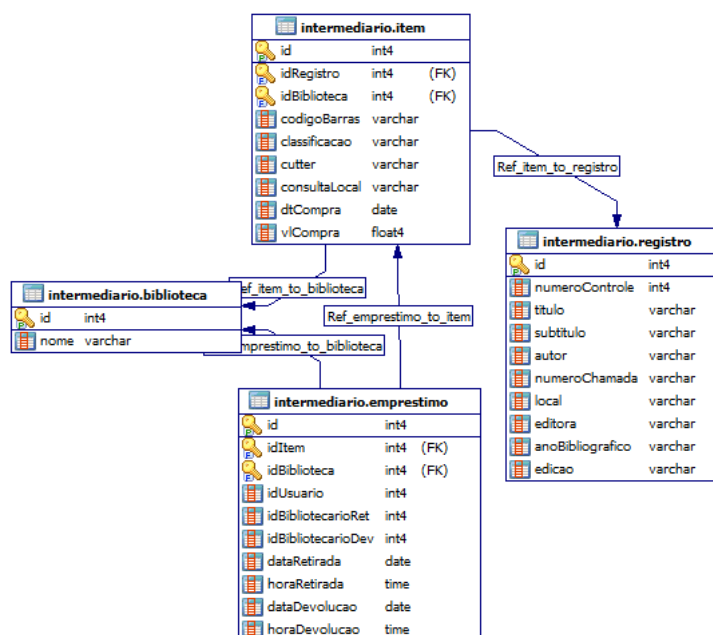 intermediario.item
id int4
idRegistro int4 (FK)
idBiblioteca int4 (FK)
codigoBarras varchar
classificacao varchar
cutter varchar
consultaLocal varchar
dtCompra date
vlCompra float4
Ref_item_to_registro
intermediario.registro
id int4
numeroControle int4
titulo varchar
subtitulo varchar
autor varchar
numeroChamada varchar
local varchar
editora varchar
anoBibliografico varchar
edicao varchar
ef_item_to_biblioteca
intermediario.biblioteca
id int4
nome varchar
Ref_emprestimo_to_item
mprestimo_to_biblioteca
intermediario.emprestimo
id int4
idItem int4 (FK)
idBiblioteca int4 (FK)
idUsuario int4
idBibliotecarioRet int4
idBibliotecarioDev int4
dataRetirada date
horaRetirada time
dataDevolucao date
horaDevolucao time